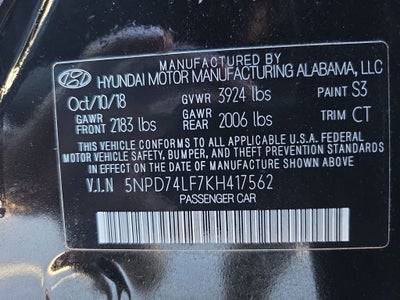 MANUFACTURED BY
HYUNDAI MOTOR MANUFACTURING ALABAMA, LLC
Oct/10/18 GVWR 3924 lbs PAINT S3
GAWR FRONT 2183 lbs GAWR REAR 2006 lbs TRIM CT
THIS VEHICLE CONFORMS TO ALL APPLICABLE U.S.A. FEDERAL
MOTOR VEHICLE SAFETY, BUMPER, AND THEFT PREVENTION STANDARDS
IN EFFECT ON THE DATE OF MANUFACTURE SHOWN ABOVE.
V.I.N 5NPD74LF7KH417562
PASSENGER CAR